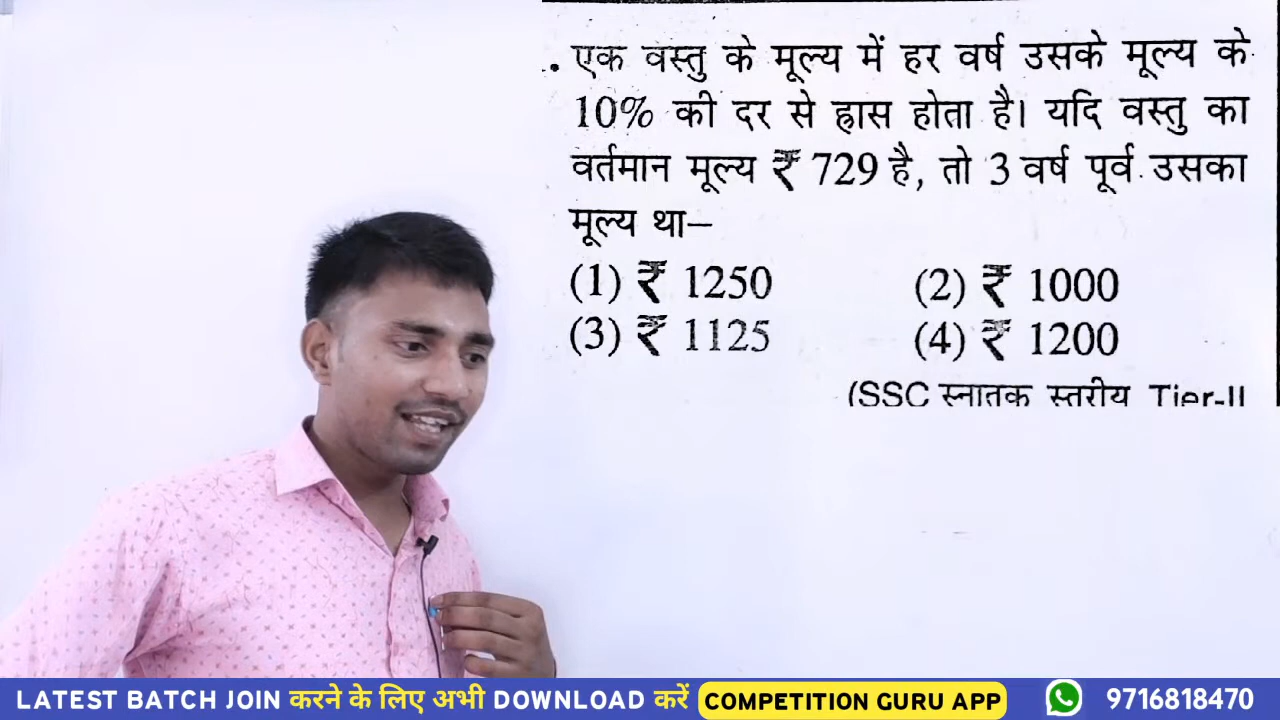 . एक वस्तु के मूल्य में हर वर्ष उसके मूल्य के
10% की दर से ह्रास होता है। यदि वस्तु का
वर्तमान मूल्य ₹ 729 है, तो 3 वर्ष पूर्व उसका
मूल्य था–
(1) ₹ 1250 (2) ₹ 1000
(3) ₹ 1125 (4) ₹ 1200
(SSC स्नातक स्तरीय Tier-II
LATEST BATCH JOIN करने के लिए अभी DOWNLOAD करें COMPETITION GURU APP 9716818470